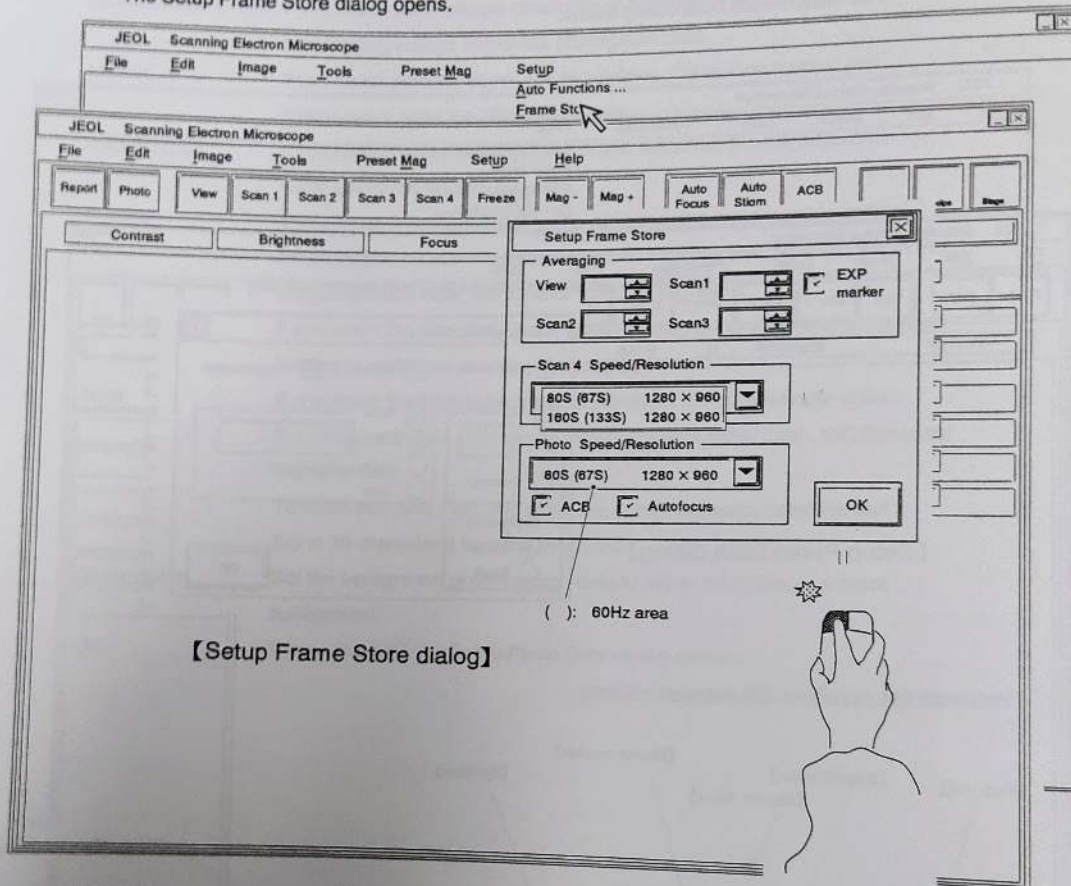 The Setup Frame Store dialog opens.
JEOL Scanning Electron Microscope
File Edit Image Tools Preset Mag Setup
Auto Functions ...
Frame Sto
JEOL Scanning Electron Microscope
File Edit Image Tools Preset Mag Setup Help
Report Photo View Scan 1 Scan 2 Scan 3 Scan 4 Freeze Mag - Mag + Auto Focus Auto Stigm ACB Stage
Contrast Brightness Focus
Setup Frame Store
Averaging
View Scan1 EXP marker
Scan2 Scan3
Scan 4 Speed/Resolution
80S (67S) 1280 × 960
160S (133S) 1280 × 960
Photo Speed/Resolution
80S (67S) 1280 × 960
ACB Autofocus
OK
( ): 60Hz area
【Setup Frame Store dialog】